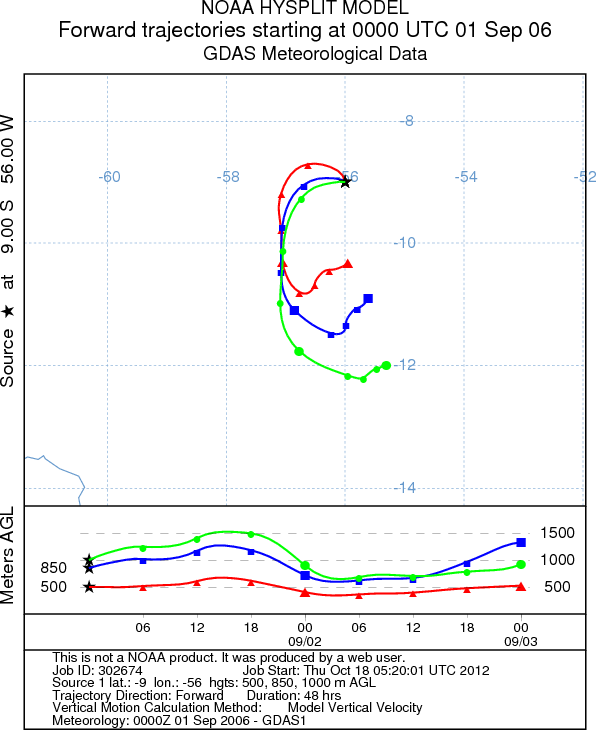 NOAA HYSPLIT MODEL
Forward trajectories starting at 0000 UTC 01 Sep 06
GDAS Meteorological Data
Source ★ at 9.00 S 56.00 W
-8
-60 -58 -56 -54 -52
-10
-12
-14
Meters AGL
1500
850 1000
500 500
06 12 18 00 06 12 18 00
09/02 09/03
This is not a NOAA product. It was produced by a web user.
Job ID: 302674 Job Start: Thu Oct 18 05:20:01 UTC 2012
Source 1 lat.: -9 lon.: -56 hgts: 500, 850, 1000 m AGL
Trajectory Direction: Forward Duration: 48 hrs
Vertical Motion Calculation Method: Model Vertical Velocity
Meteorology: 0000Z 01 Sep 2006 - GDAS1